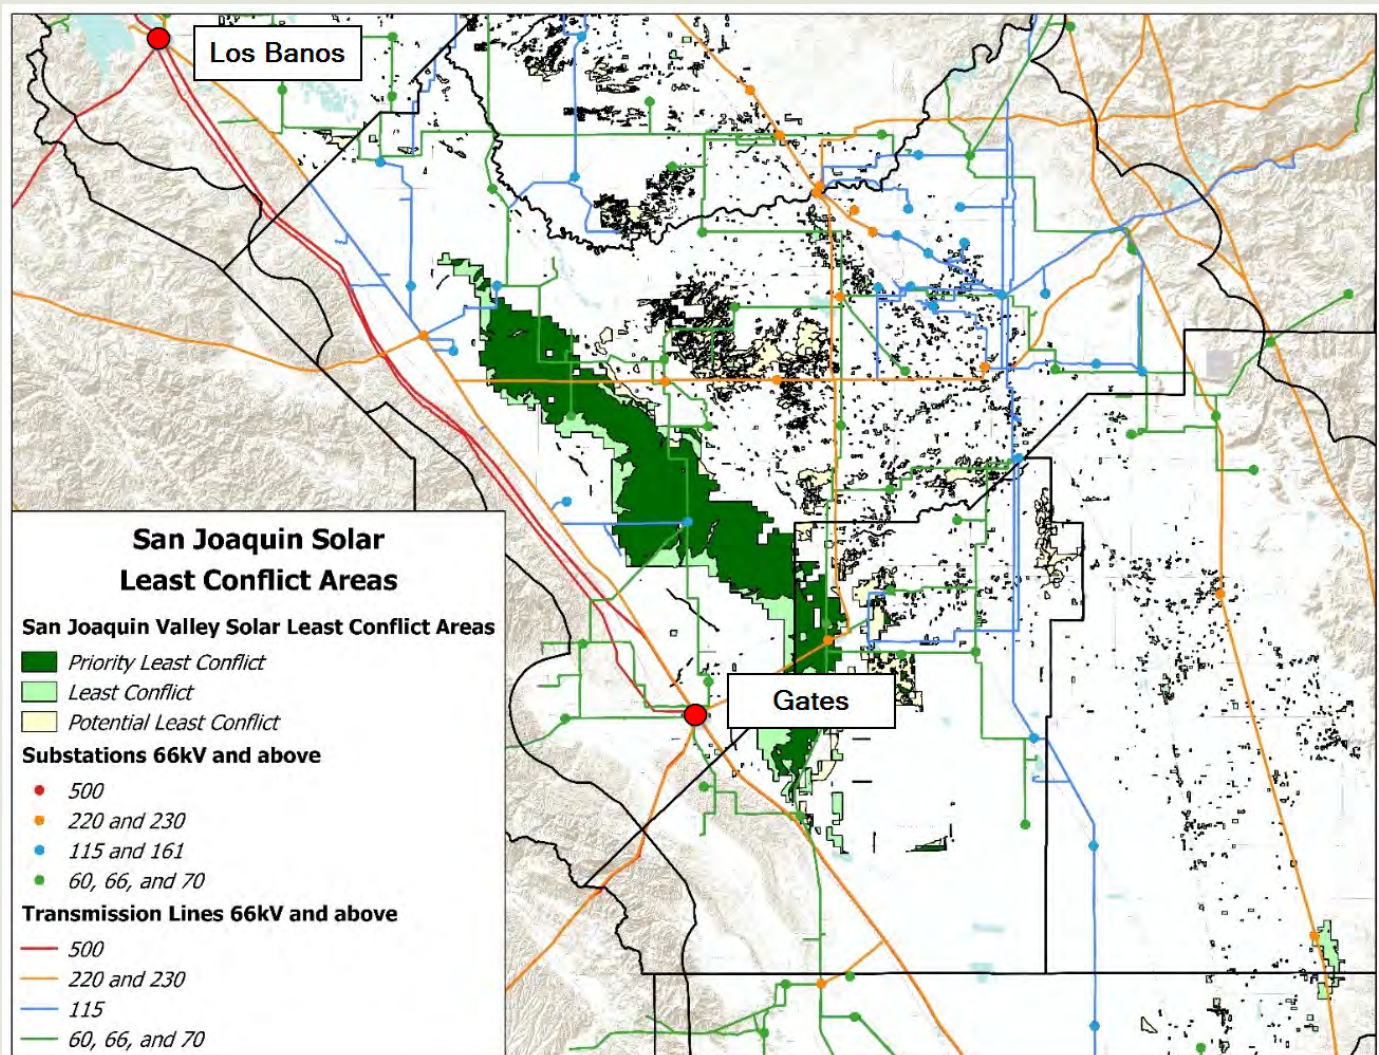 Los Banos
Gates
San Joaquin Solar
Least Conflict Areas
San Joaquin Valley Solar Least Conflict Areas
Priority Least Conflict
Least Conflict
Potential Least Conflict
Substations 66kV and above
500
220 and 230
115 and 161
60, 66, and 70
Transmission Lines 66kV and above
500
220 and 230
115
60, 66, and 70